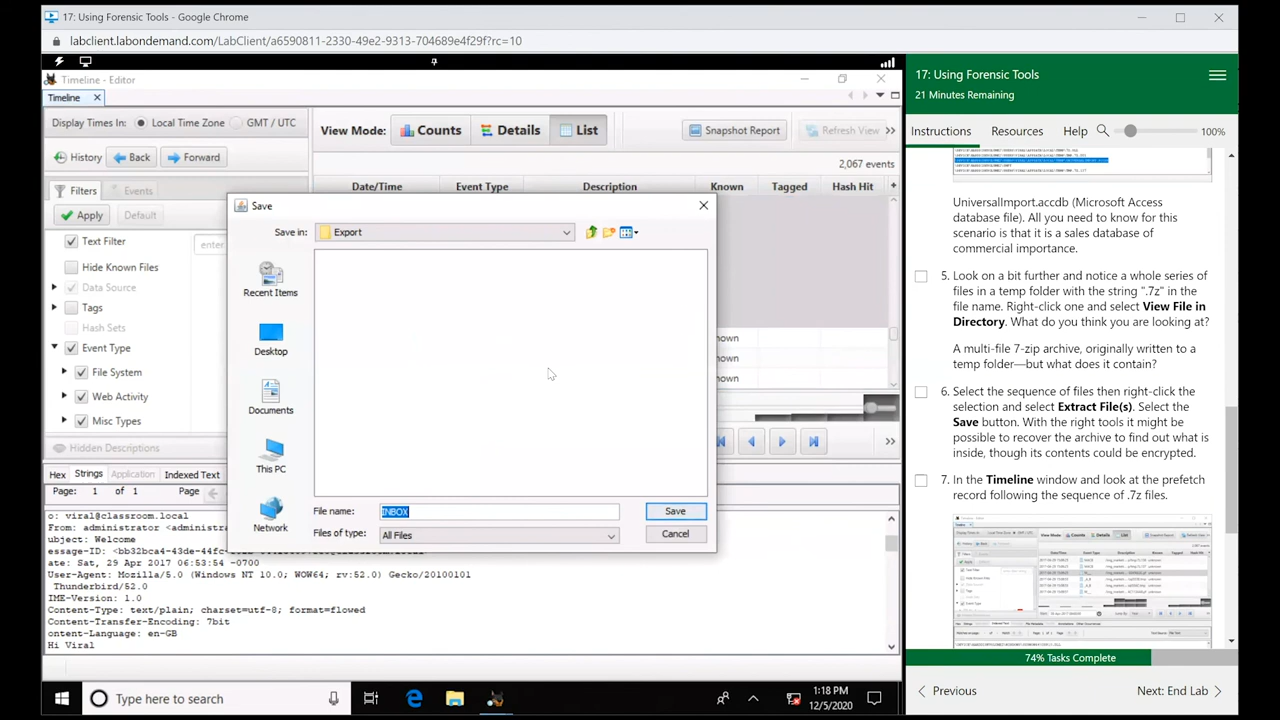 17: Using Forensic Tools - Google Chrome
labclient.labondemand.com/LabClient/a6590811-2330-49e2-9313-704689e4f29f?rc=10
Timeline - Editor
Timeline
Display Times In:
Local Time Zone
GMT / UTC
View Mode:
Counts
Details
List
Snapshot Report
Refresh View
History
Back
Forward
2,067 events
Filters
Events
Date/Time
Event Type
Description
Known
Tagged
Hash Hit
Apply
Default
Text Filter
enter
Hide Known Files
Data Source
Tags
Hash Sets
Event Type
File System
Web Activity
Misc Types
Hidden Descriptions
nown
nown
nown
Save
Save in:
Export
Recent Items
Desktop
Documents
This PC
Network
File name:
INBOX
Save
Files of type:
All Files
Cancel
Hex
Strings
Application
Indexed Text
Page: 1 of 1 Page
o: viral@classroom.local
From: administrator <administra
ubject: Welcome
essage-ID:
ate: Sat, 29 Apr 2017 06:53:54 -0700
User-Agent: Mozilla/5.0 (Windows NT 10.0; WOW64; rv:52.0) Gecko/20100101
Thunderbird/52.0
IME-Version: 1.0
Content-Type: text/plain; charset=utf-8; format=flowed
Content-Transfer-Encoding: 7bit
ontent-Language: en-GB
Hi Viral
Type here to search
1:18 PM
12/5/2020
17: Using Forensic Tools
21 Minutes Remaining
Instructions
Resources
Help
100%
UniversalImport.accdb (Microsoft Access
database file). All you need to know for this
scenario is that it is a sales database of
commercial importance.
5. Look on a bit further and notice a whole series of
files in a temp folder with the string ".7z" in the
file name. Right-click one and select View File in
Directory. What do you think you are looking at?
A multi-file 7-zip archive, originally written to a
temp folder—but what does it contain?
6. Select the sequence of files then right-click the
selection and select Extract File(s). Select the
Save button. With the right tools it might be
possible to recover the archive to find out what is
inside, though its contents could be encrypted.
7. In the Timeline window and look at the prefetch
record following the sequence of .7z files.
74% Tasks Complete
Previous
Next: End Lab